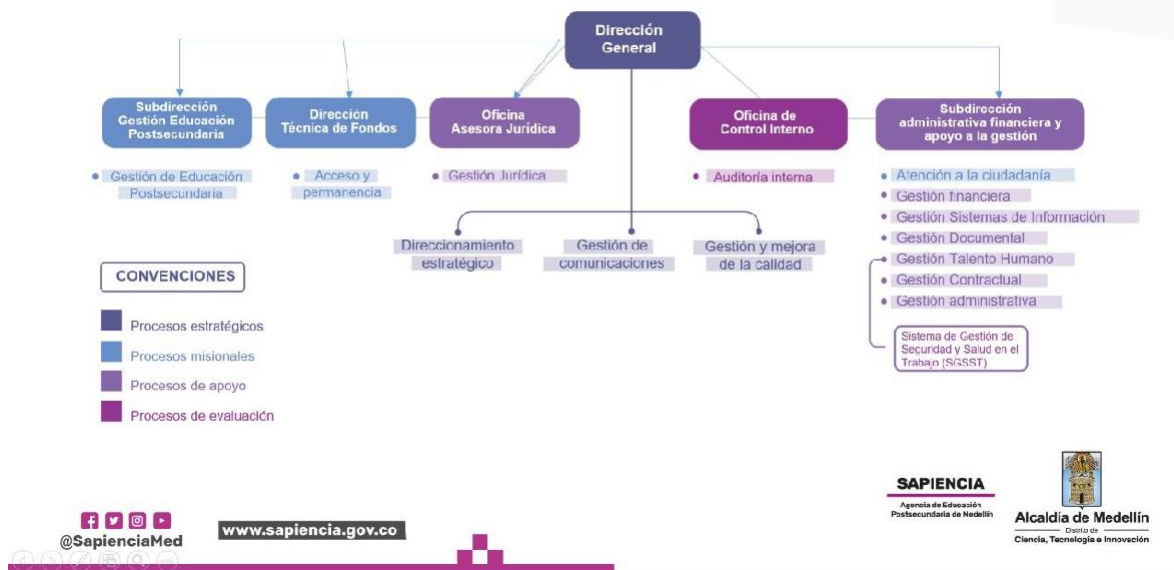 Dirección
General
Subdirección
Gestión Educación
Postsecundaria
Dirección
Técnica de Fondos
Oficina
Asesora Jurídica
Oficina de
Control Interno
Subdirección
administrativa financiera y
apoyo a la gestión
Gestión de Educación
Postsecundaria
Acceso y
permanencia
Gestión Jurídica
Auditoría interna
Atención a la ciudadanía
Gestión financiera
Gestión Sistemas de Información
Gestión Documental
Gestión Talento Humano
Gestión Contractual
Gestión administrativa
Direccionamiento
estratégico
Gestión de
comunicaciones
Gestión y mejora
de la calidad
Sistema de Gestión de
Seguridad y Salud en el
Trabajo (SGSST)
CONVENCIONES
Procesos estratégicos
Procesos misionales
Procesos de apoyo
Procesos de evaluación
@SapienciaMed
www.sapiencia.gov.co
SAPIENCIA
Agencia de Educación
Postsecundaria de Medellín
Alcaldía de Medellín
Distrito de
Ciencia, Tecnología e Innovación